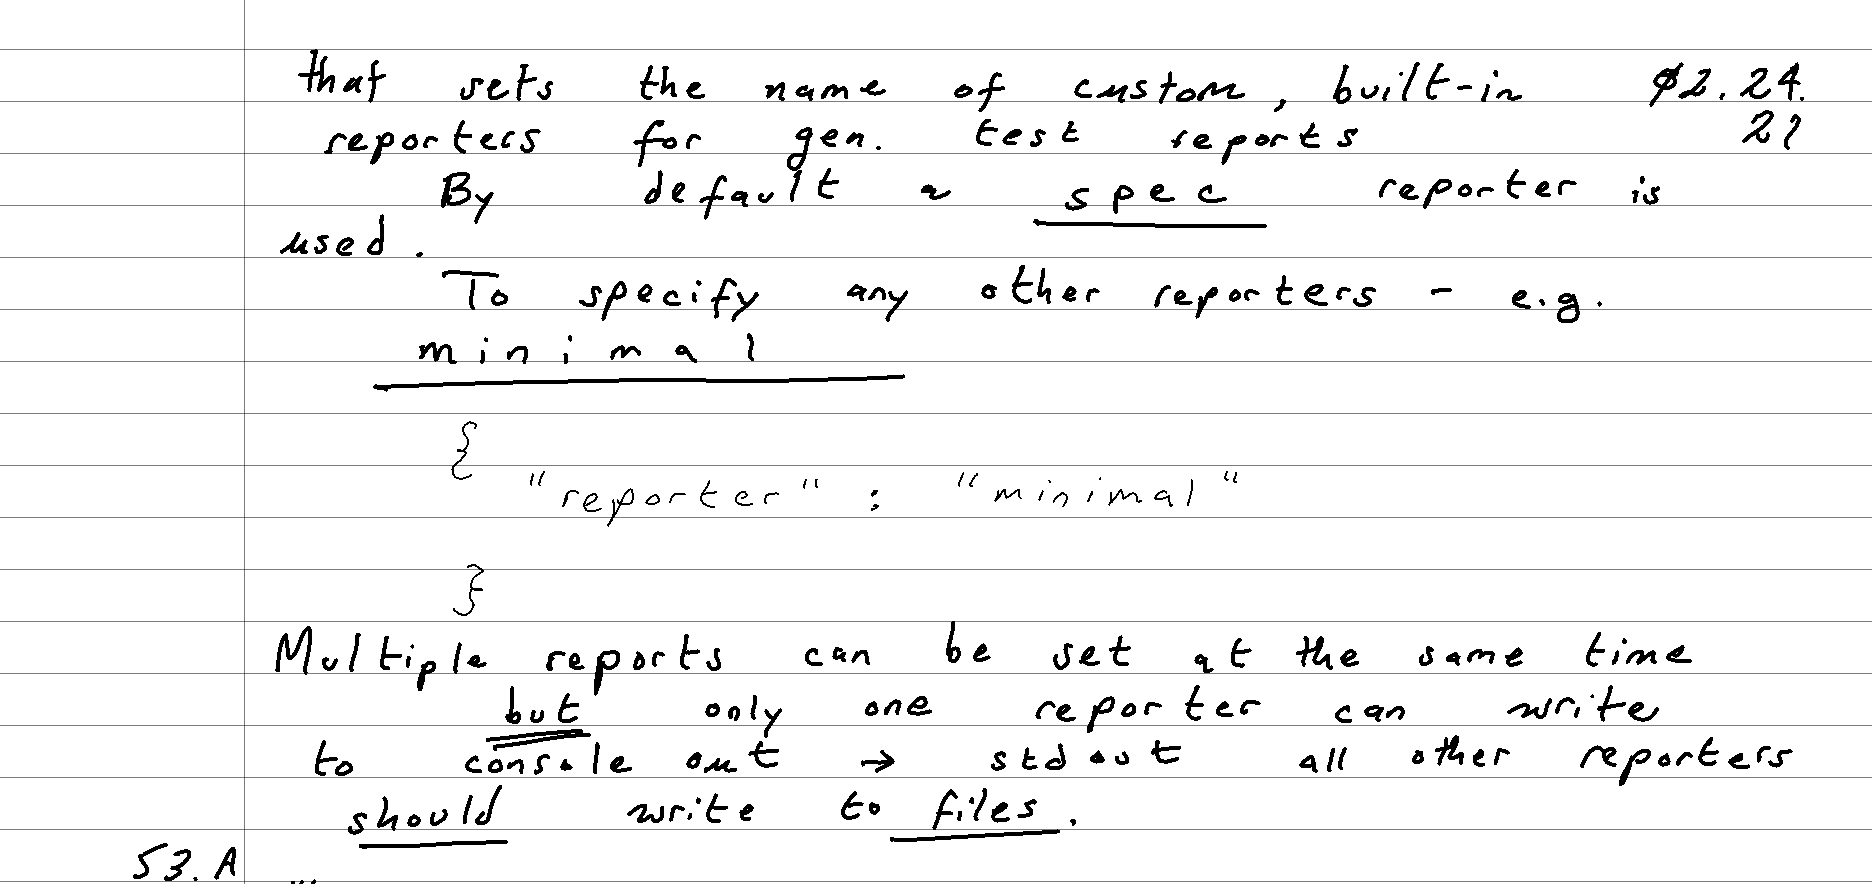 that sets the name of custom, built-in 02.24.
reporters for gen. test reports 21
By default a spec reporter is
used.
To specify any other reporters - e.g.
minimal
{
"reporter" : "minimal"
}
Multiple reports can be set at the same time
but only one reporter can write
to console out → stdout all other reporters
should write to files.
53.A